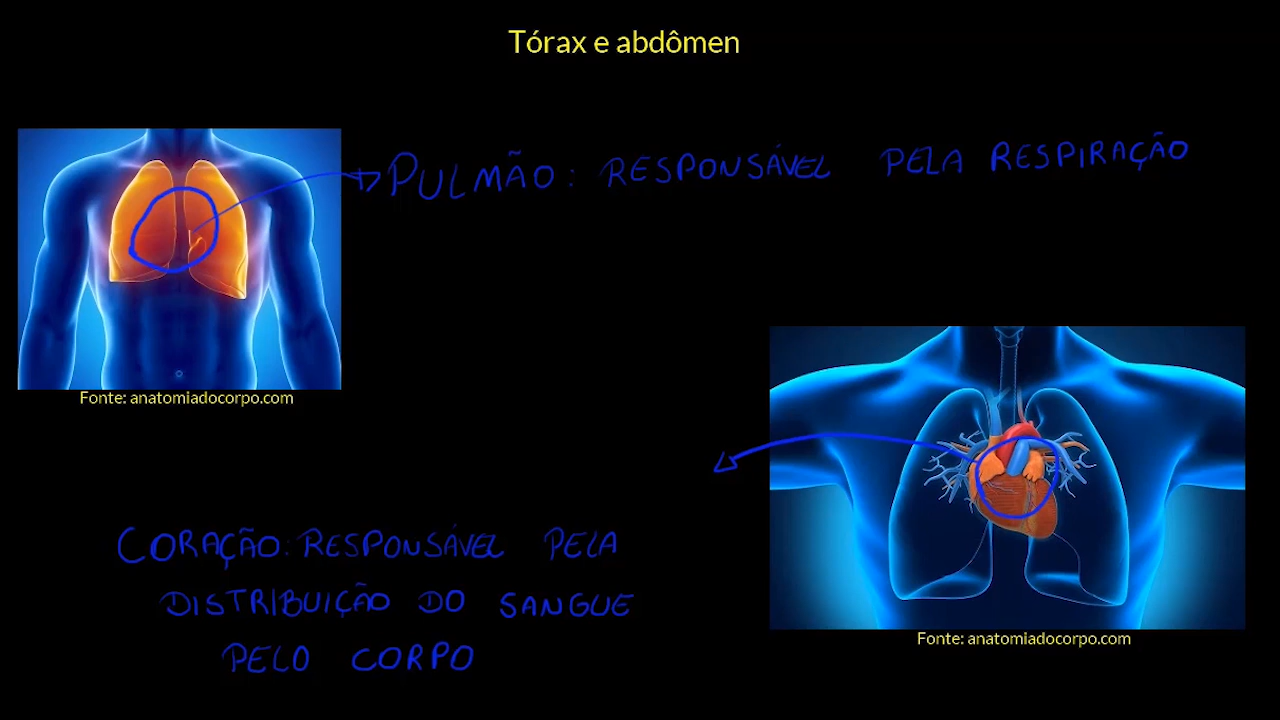 Tórax e abdômen
PULMÃO: RESPONSÁVEL PELA RESPIRAÇÃO
Fonte: anatomiadocorpo.com
CORAÇÃO: RESPONSÁVEL PELA
DISTRIBUIÇÃO DO SANGUE
PELO CORPO
Fonte: anatomiadocorpo.com